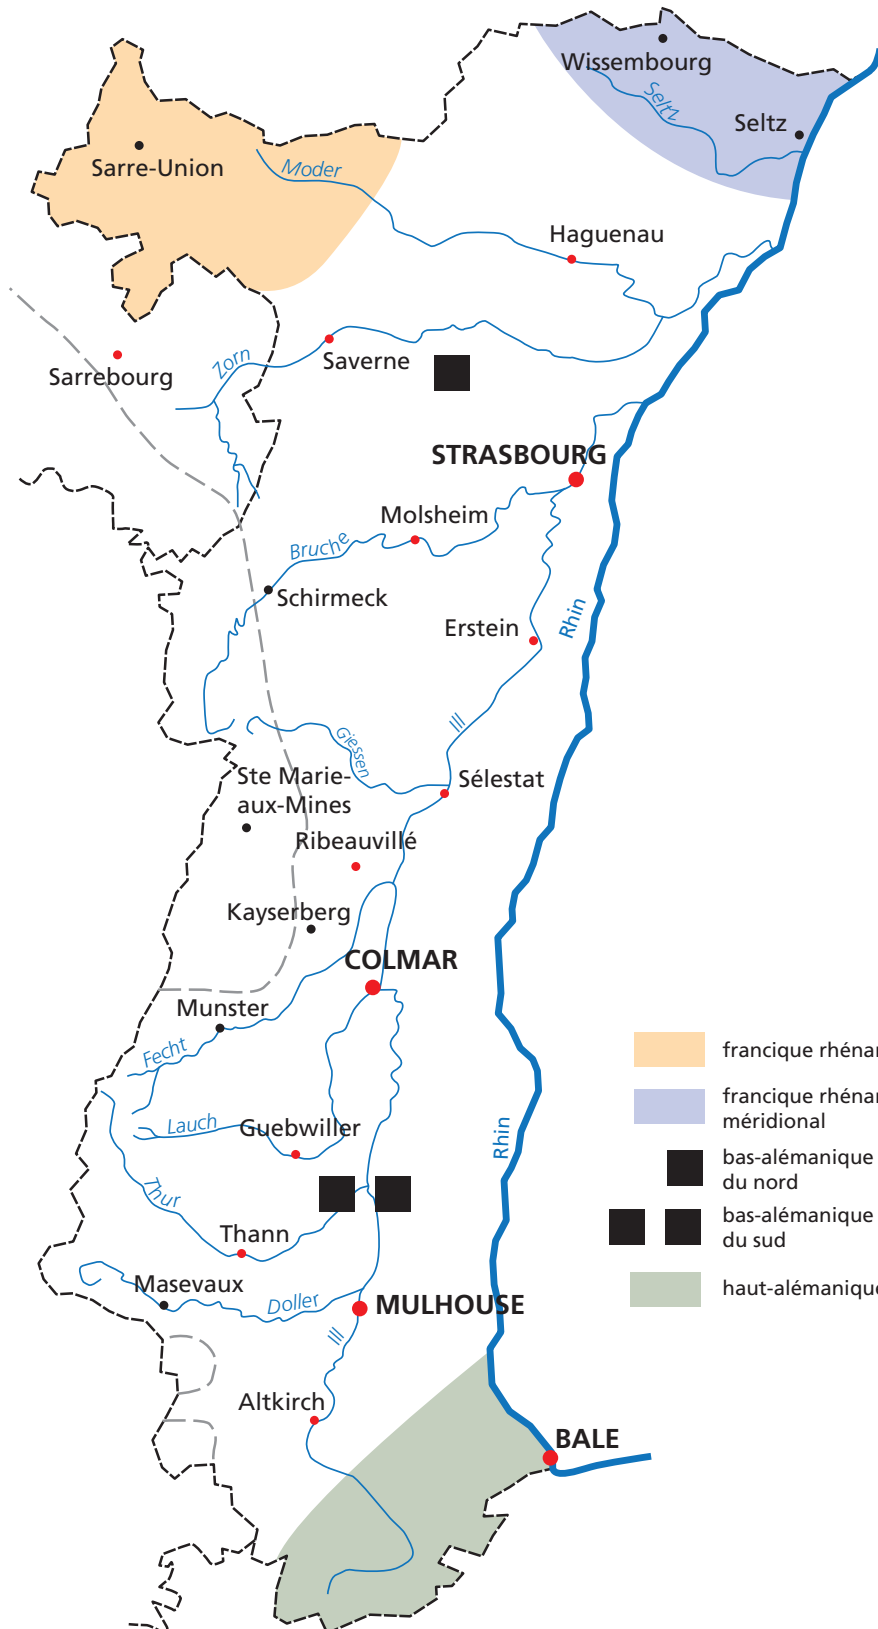 Wissembourg
Seltz
Seltz
Sarre-Union
Moder
Haguenau
Sarrebourg
Zorn
Saverne
STRASBOURG
Molsheim
Bruche
Schirmeck
Erstein
Rhin
Ill
Giessen
Ste Marie-
aux-Mines
Sélestat
Ribeauvillé
Kayserberg
COLMAR
Munster
Fecht
Lauch
Guebwiller
Rhin
Thur
Thann
Masevaux
Doller
MULHOUSE
Ill
Altkirch
BALE
francique rhénan
francique rhénan
méridional
bas-alémanique
du nord
bas-alémanique
du sud
haut-alémanique